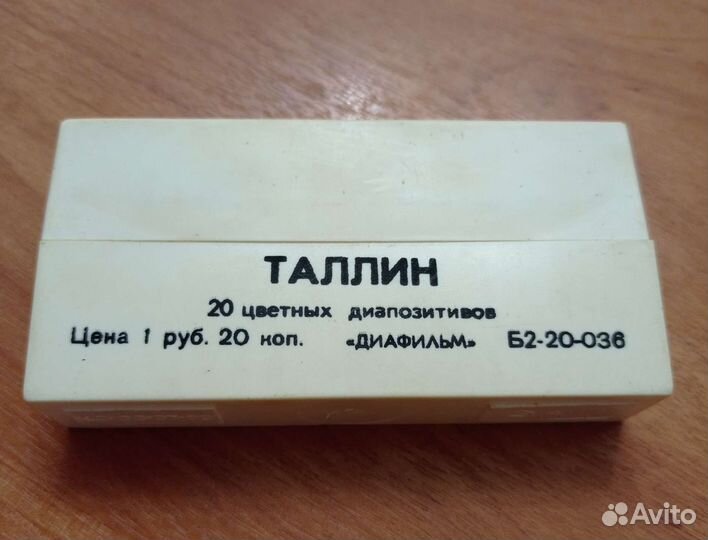 ТАЛЛИН
20 цветных диапозитивов
Цена 1 руб. 20 коп. «ДИАФИЛЬМ» Б2-20-036
Avito